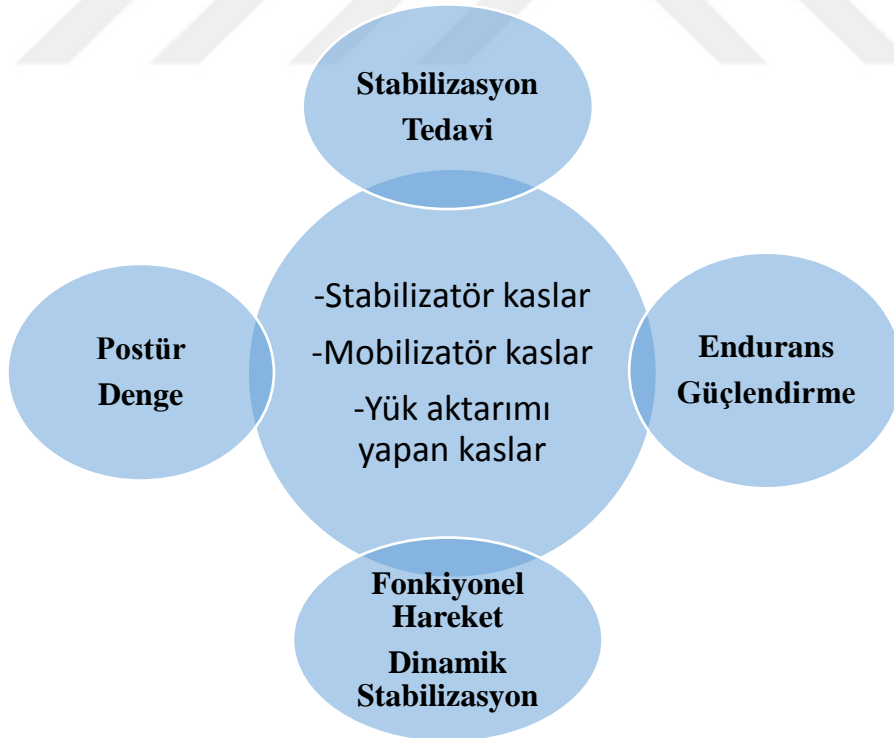 Stabilizasyon
Tedavi
-Stabilizatör kaslar
-Mobilizatör kaslar
-Yük aktarımı
yapan kaslar
Postür
Denge
Endurans
Güçlendirme
Fonkiyonel
Hareket
Dinamik
Stabilizasyon